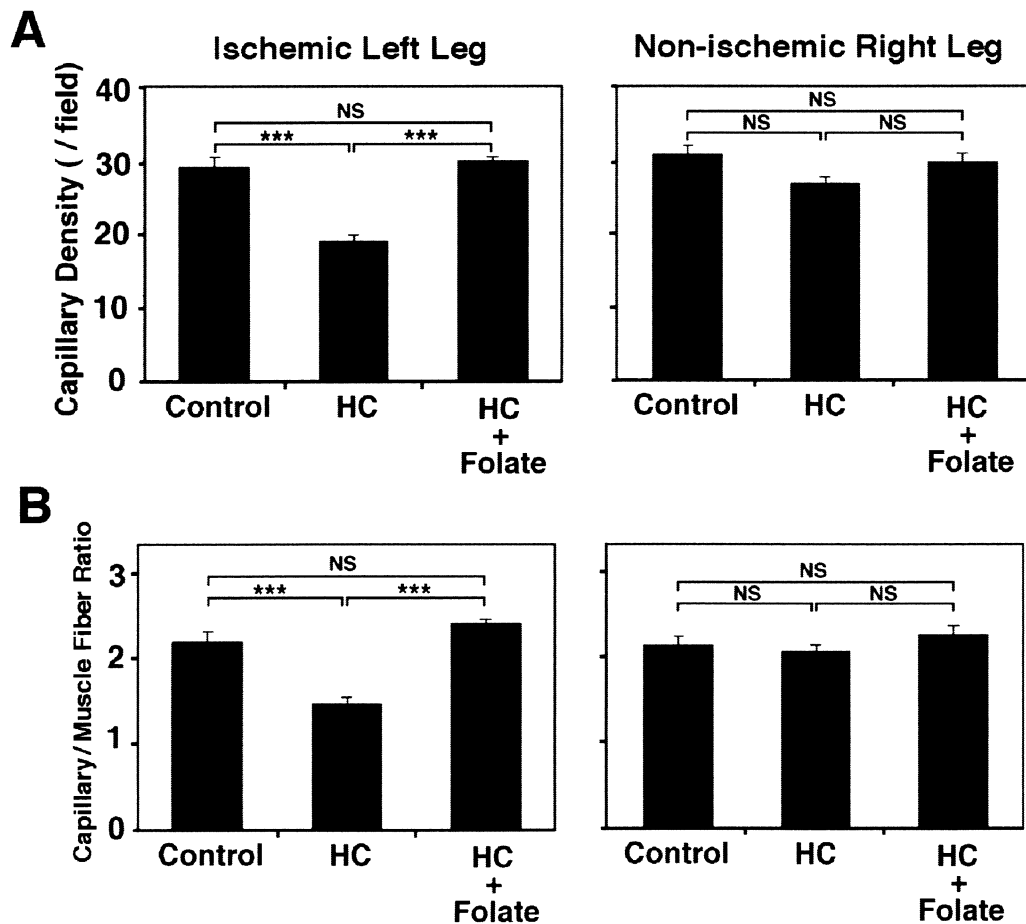 A
Ischemic Left Leg
Non-ischemic Right Leg
Capillary Density ( / field)
40
30
20
10
0
NS
*** ***
NS
NS NS
Control HC HC
+
Folate
Control HC HC
+
Folate
B
Capillary/Muscle Fiber Ratio
3
2
1
0
NS
*** ***
NS
NS NS
Control HC HC
+
Folate
Control HC HC
+
Folate